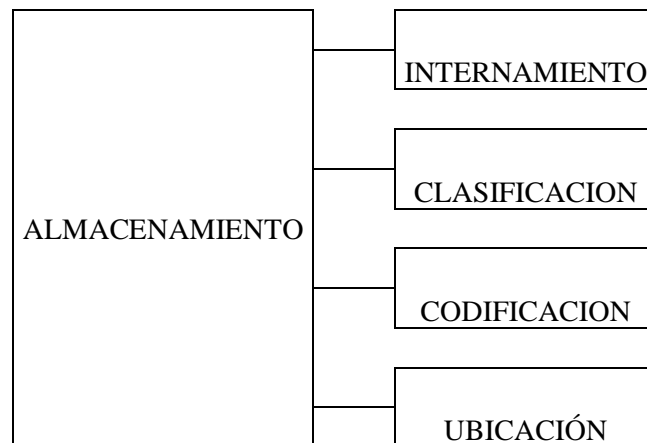 ALMACENAMIENTO
INTERNAMIENTO
CLASIFICACION
CODIFICACION
UBICACIÓN